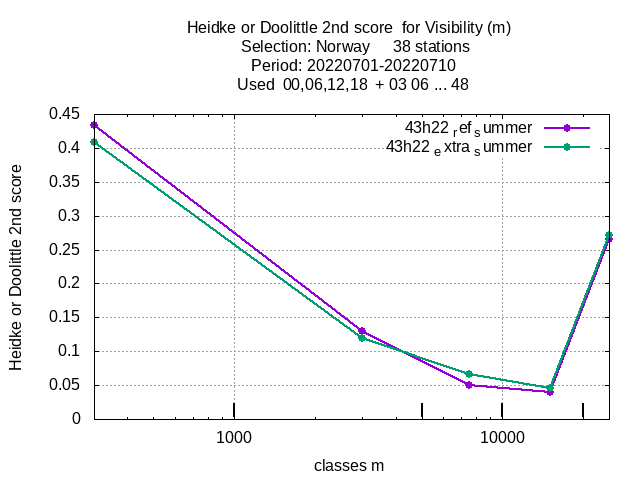 Heidke or Doolittle 2nd score for Visibility (m)
Selection: Norway 38 stations
Period: 20220701-20220710
Used 00,06,12,18 + 03 06 ... 48
43h22 ref summer
43h22 extra summer
Heidke or Doolittle 2nd score
0.45
0.4
0.35
0.3
0.25
0.2
0.15
0.1
0.05
0
1000 10000
classes m